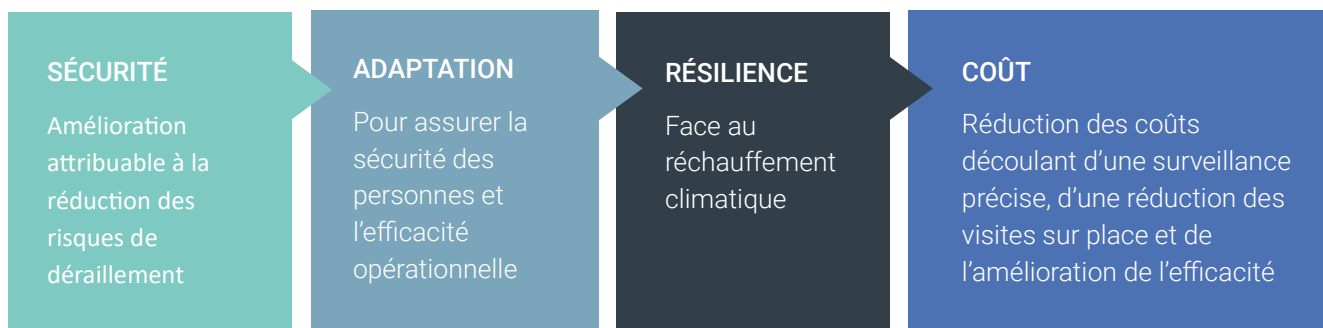 SÉCURITÉ
Amélioration
attribuable à la
réduction des
risques de
déraillement
ADAPTATION
Pour assurer la
sécurité des
personnes et
l’efficacité
opérationnelle
RÉSILIENCE
Face au
réchauffement
climatique
COÛT
Réduction des coûts
découlant d’une surveillance
précise, d’une réduction des
visites sur place et de
l’amélioration de l’efficacité